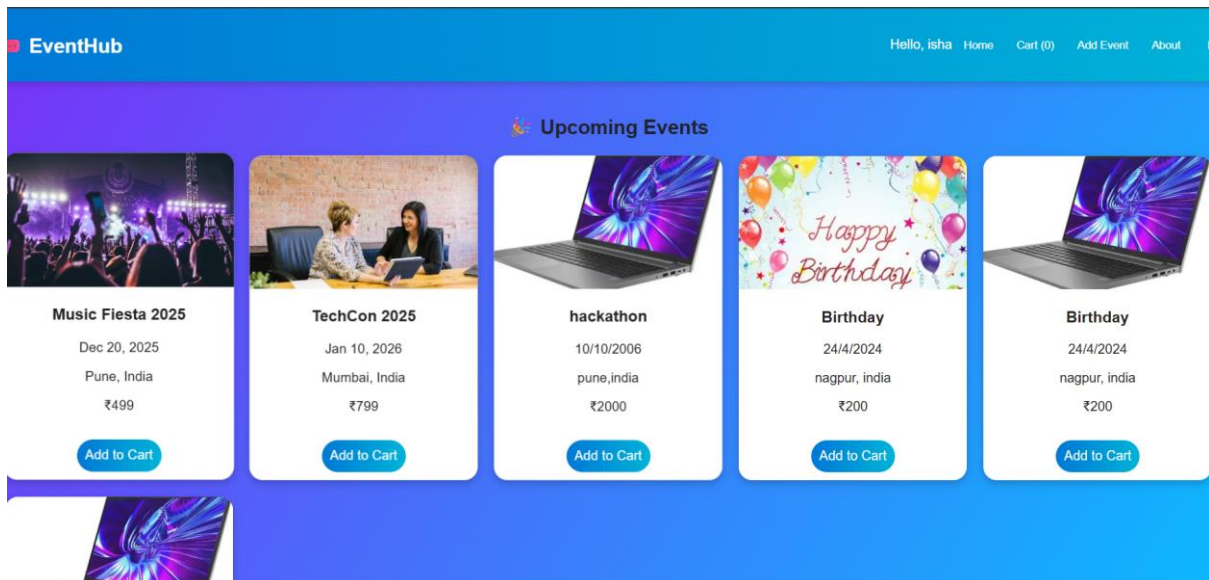 EventHub
Hello, isha Home Cart (0) Add Event About
🎉 Upcoming Events
Music Fiesta 2025
Dec 20, 2025
Pune, India
₹499
Add to Cart
TechCon 2025
Jan 10, 2026
Mumbai, India
₹799
Add to Cart
hackathon
10/10/2006
pune,india
₹2000
Add to Cart
Happy
Birthday
Birthday
24/4/2024
nagpur, india
₹200
Add to Cart
Birthday
24/4/2024
nagpur, india
₹200
Add to Cart